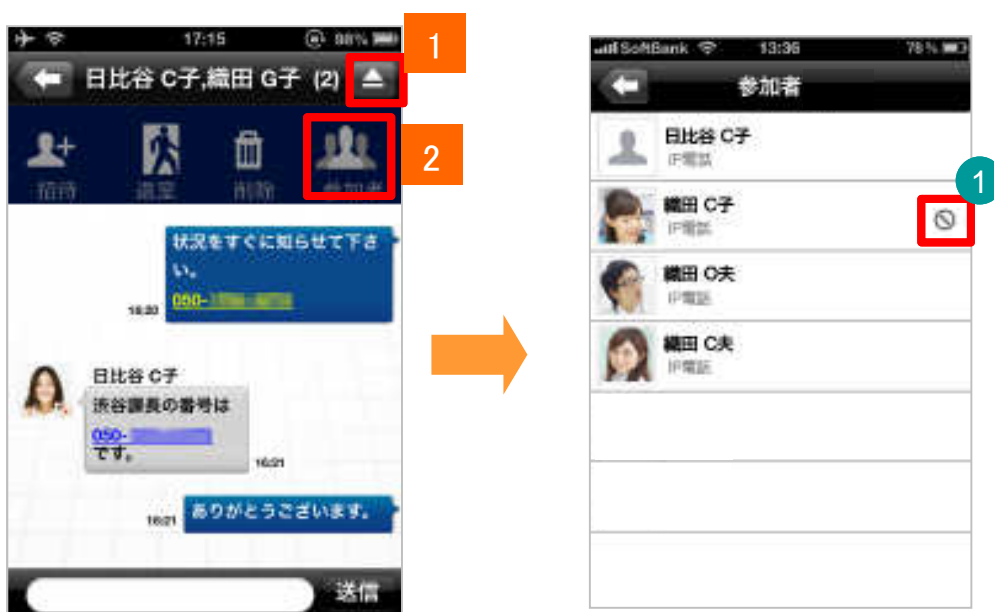 17:15
88%
1
日比谷 C子,織田 G子 (2)
招待
退室
削除
参加者
2
状況をすぐに知らせて下さ
い。
050-
16:20
日比谷 C子
渋谷課長の番号は
050-
です。
16:21
ありがとうございます。
16:21
送信
SoftBank
13:36
78%
参加者
日比谷 C子
IP電話
1
織田 C子
IP電話
織田 O夫
IP電話
織田 C夫
IP電話